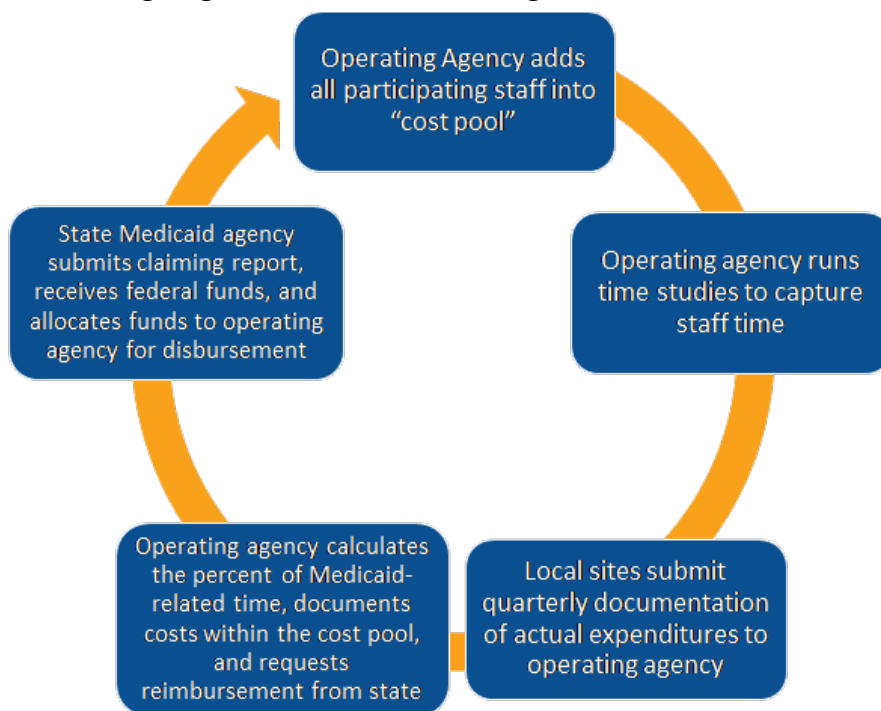 Operating Agency adds
all participating staff into
“cost pool”
Operating agency runs
time studies to capture
staff time
Local sites submit
quarterly documentation
of actual expenditures to
operating agency
Operating agency calculates
the percent of Medicaid-
related time, documents
costs within the cost pool,
and requests
reimbursement from state
State Medicaid agency
submits claiming report,
receives federal funds, and
allocates funds to operating
agency for disbursement